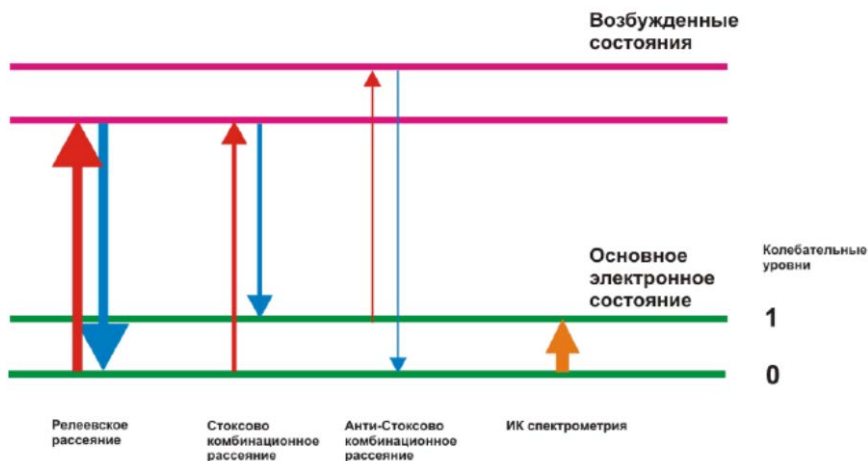 Возбужденные
состояния
Основное
электронное
состояние
Колебательные
уровни
1
0
Релеевское
рассеяние
Стоксово
комбинационное
рассеяние
Анти-Стоксово
комбинационное
рассеяние
ИК спектрометрия